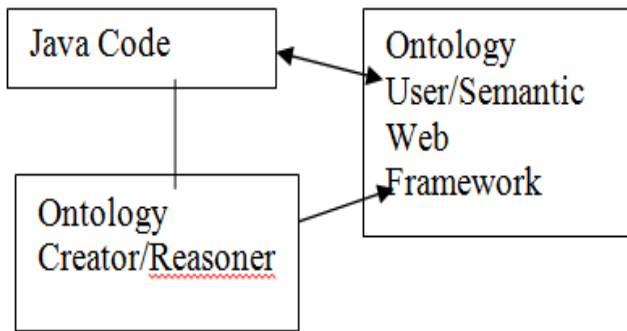 Java Code
Ontology
User/Semantic
Web
Framework
Ontology
Creator/Reasoner